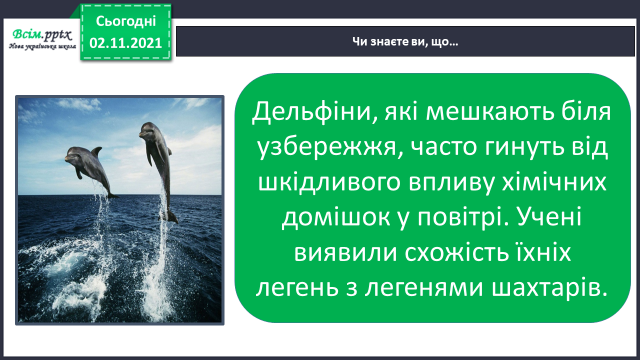 Всім.pptx
Нова українська школа
Сьогодні
02.11.2021
Чи знаєте ви, що…
Дельфіни, які мешкають біля
узбережжя, часто гинуть від
шкідливого впливу хімічних
домішок у повітрі. Учені
виявили схожість їхніх
легень з легенями шахтарів.